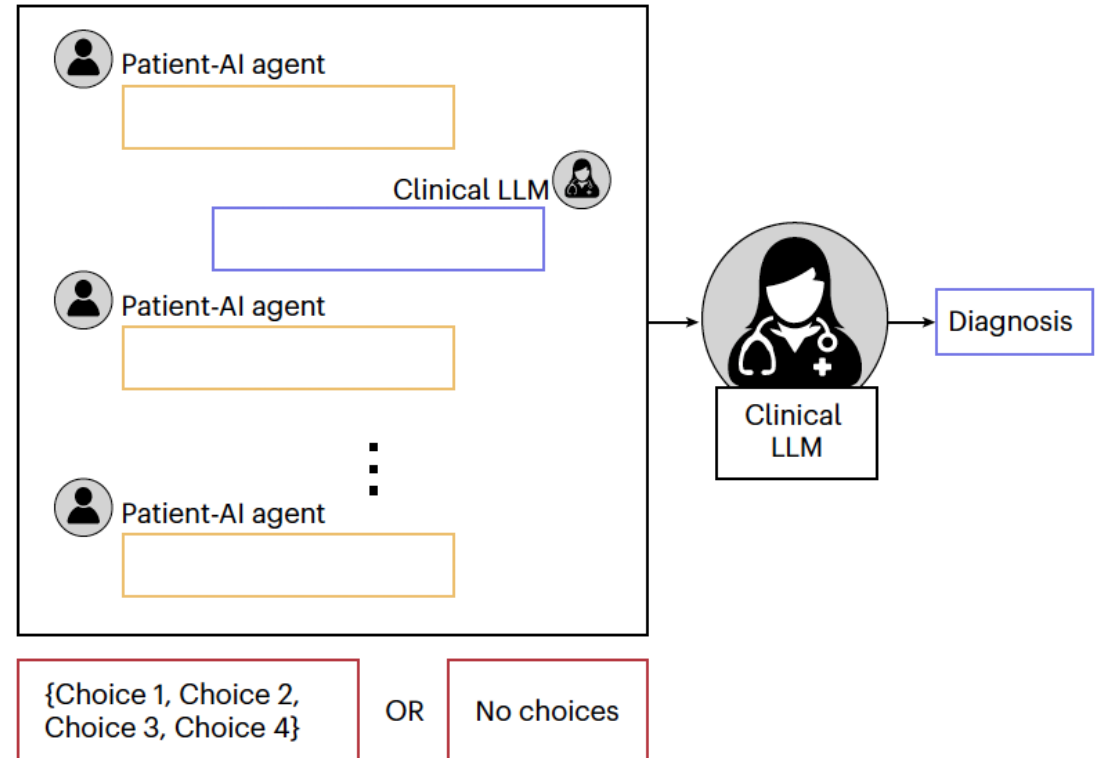 Patient-AI agent
Clinical LLM
Patient-AI agent
Patient-AI agent
{Choice 1, Choice 2,
Choice 3, Choice 4}
OR
No choices
Clinical
LLM
Diagnosis